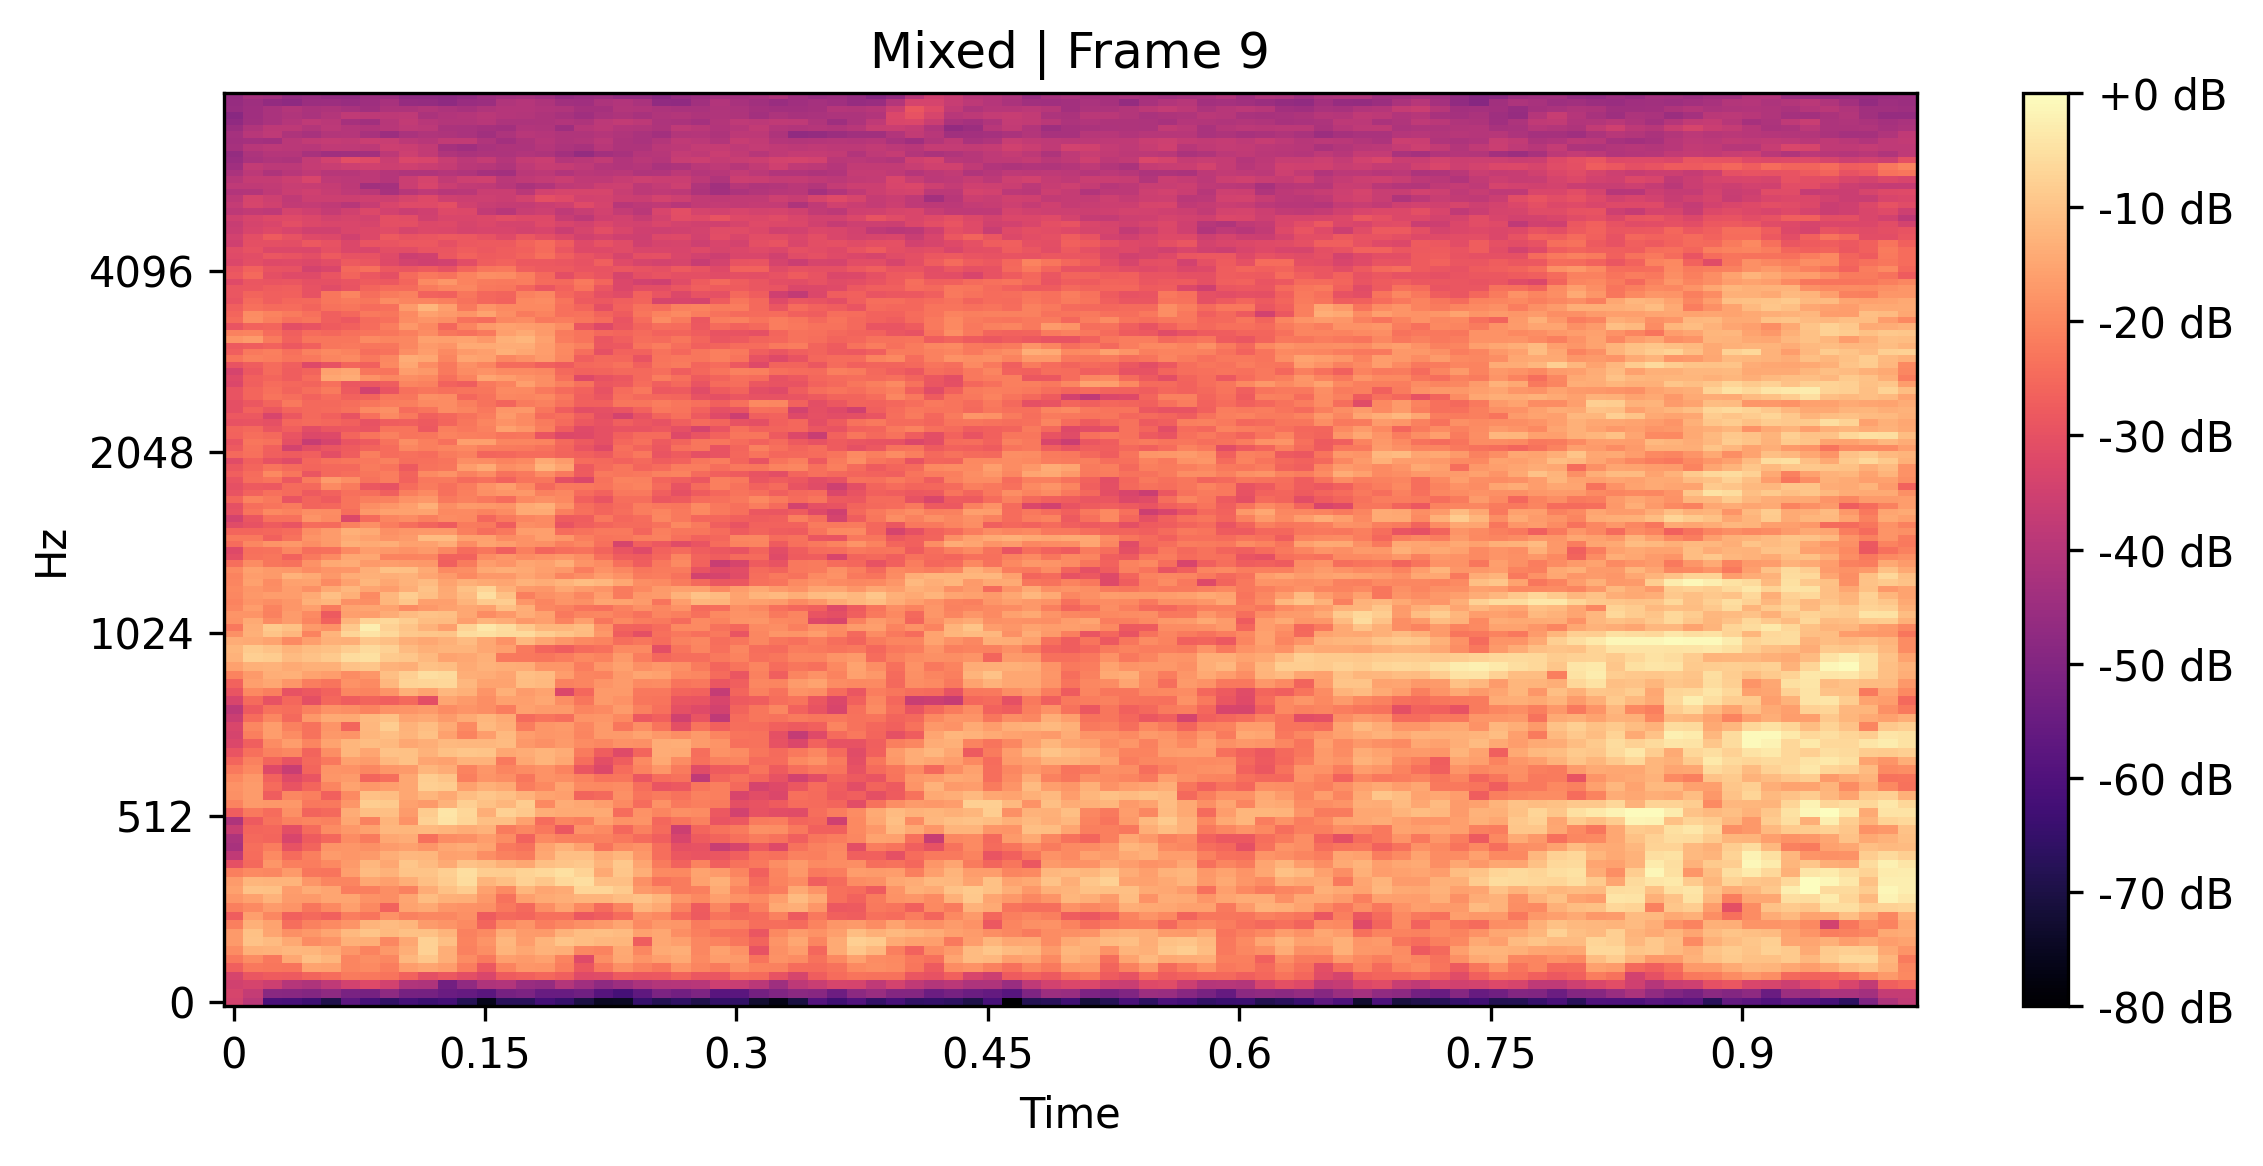 Mixed | Frame 9
Hz
4096
2048
1024
512
0
0
0.15
0.3
0.45
0.6
0.75
0.9
Time
+0 dB
-10 dB
-20 dB
-30 dB
-40 dB
-50 dB
-60 dB
-70 dB
-80 dB